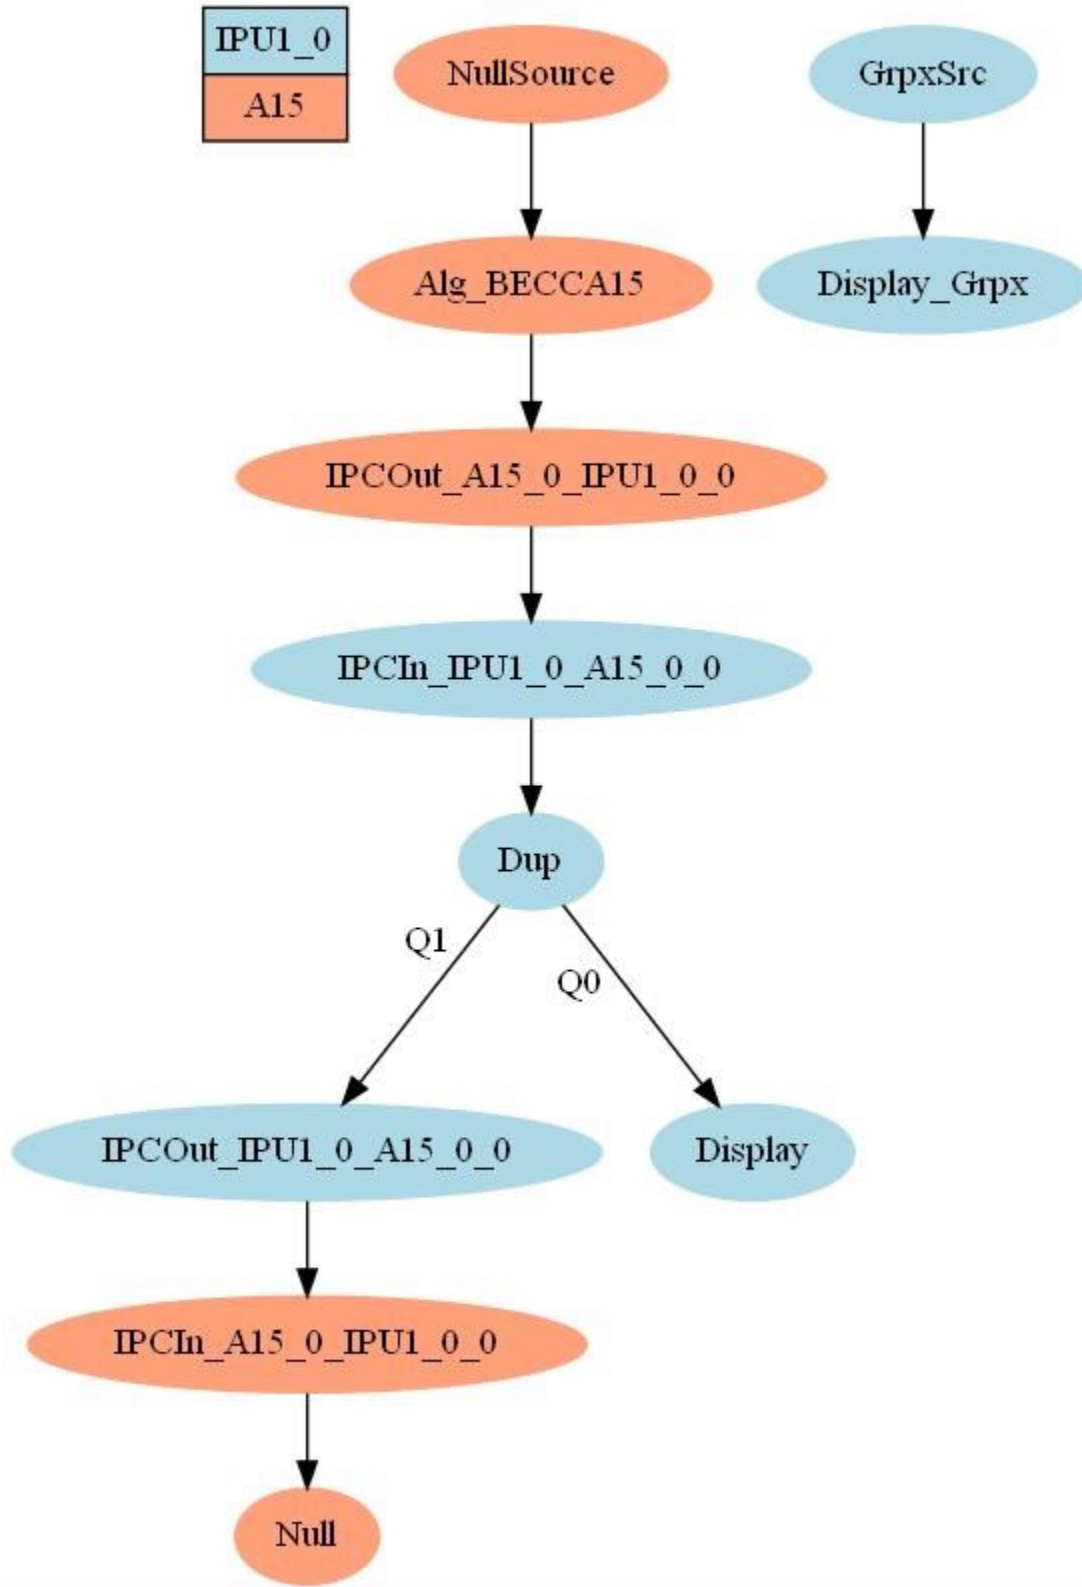 IPU1_0
A15
NullSource
GrpxSrc
Alg_BECCA15
Display_Grpx
IPCOut_A15_0_IPU1_0_0
IPCIn_IPU1_0_A15_0_0
Dup
Q1
Q0
IPCOut_IPU1_0_A15_0_0
Display
IPCIn_A15_0_IPU1_0_0
Null